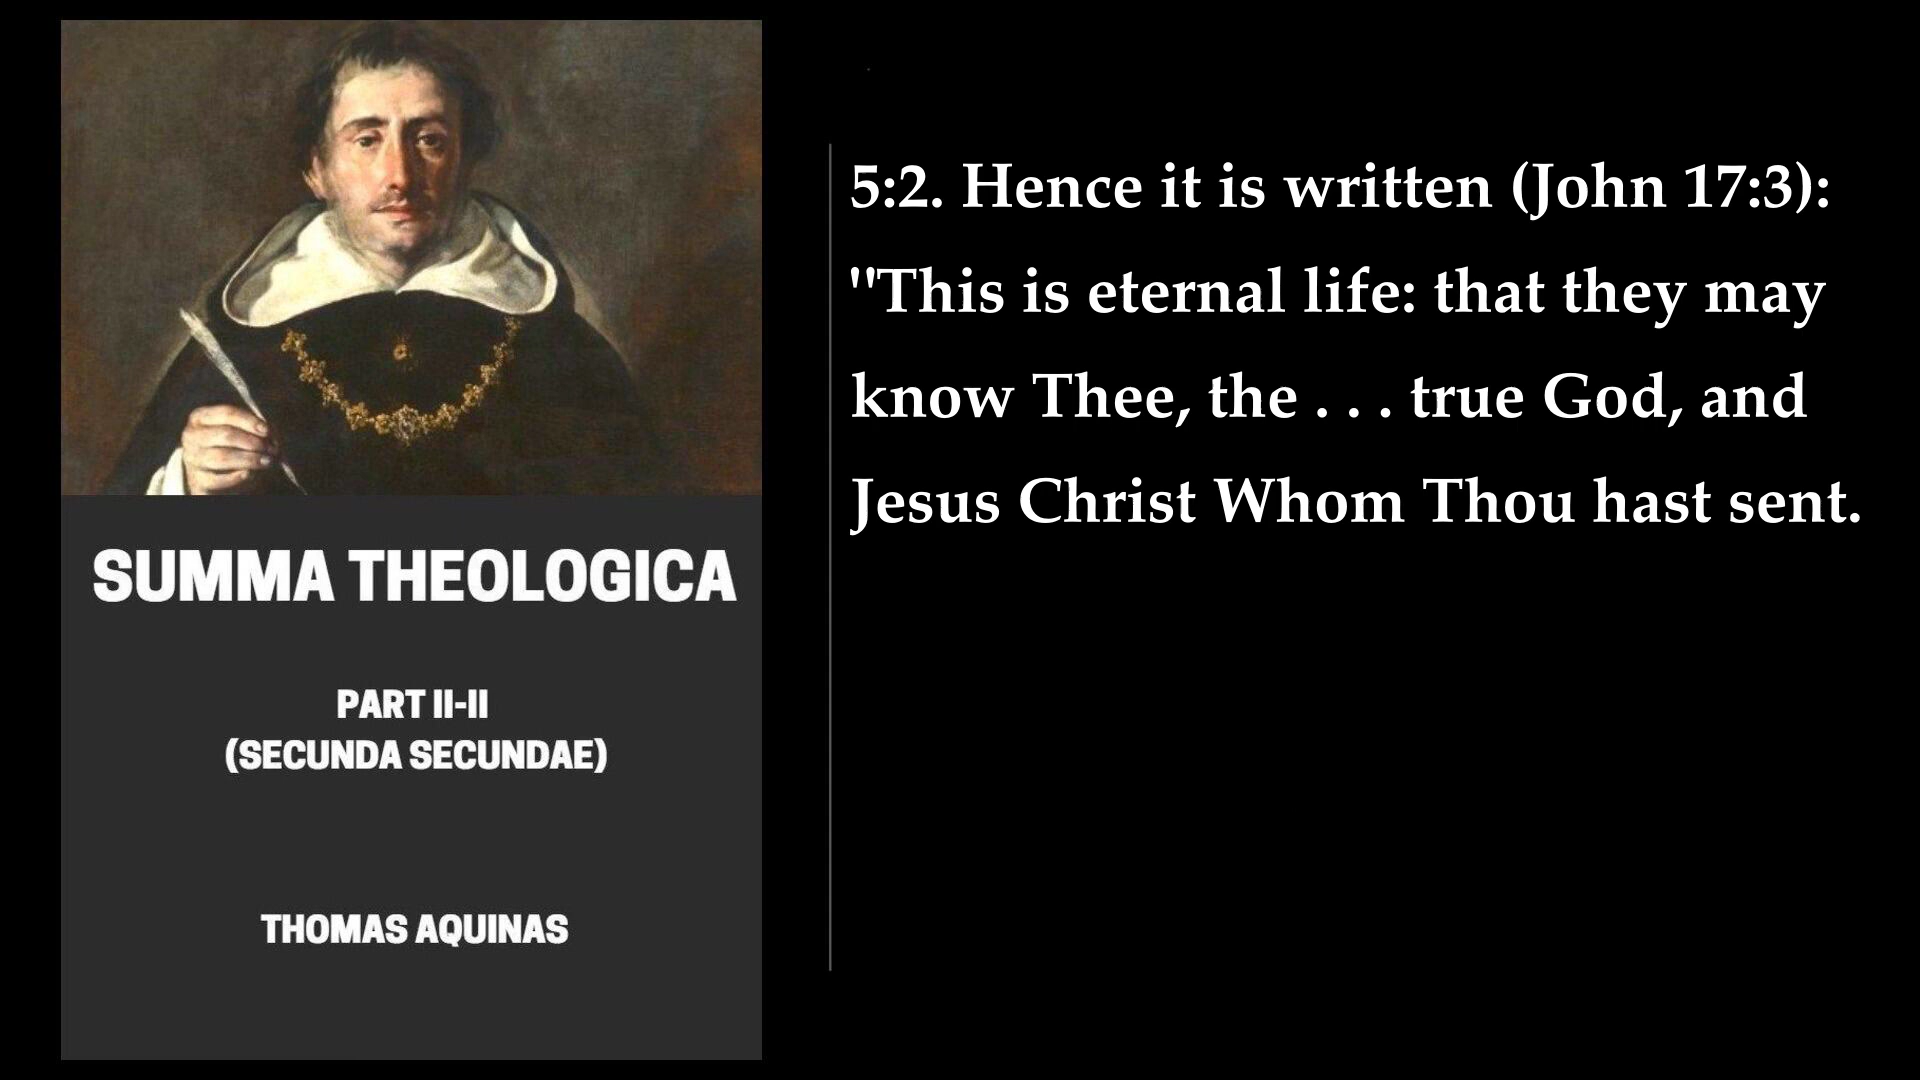 SUMMA THEOLOGICA
PART II-II
(SECUNDA SECUNDAE)
THOMAS AQUINAS
5:2. Hence it is written (John 17:3):
"This is eternal life: that they may
know Thee, the . . . true God, and
Jesus Christ Whom Thou hast sent.